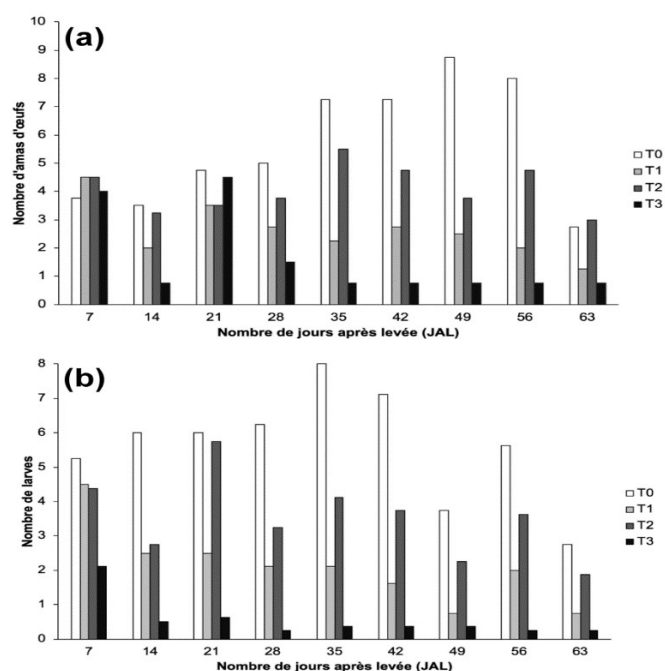 (a)
Nombre d'amas d'œufs
10
9
8
7
6
5
4
3
2
1
0
7 14 21 28 35 42 49 56 63
Nombre de jours après levée (JAL)
T0
T1
T2
T3
(b)
Nombre de larves
8
7
6
5
4
3
2
1
0
7 14 21 28 35 42 49 56 63
Nombre de jours après levée (JAL)
T0
T1
T2
T3